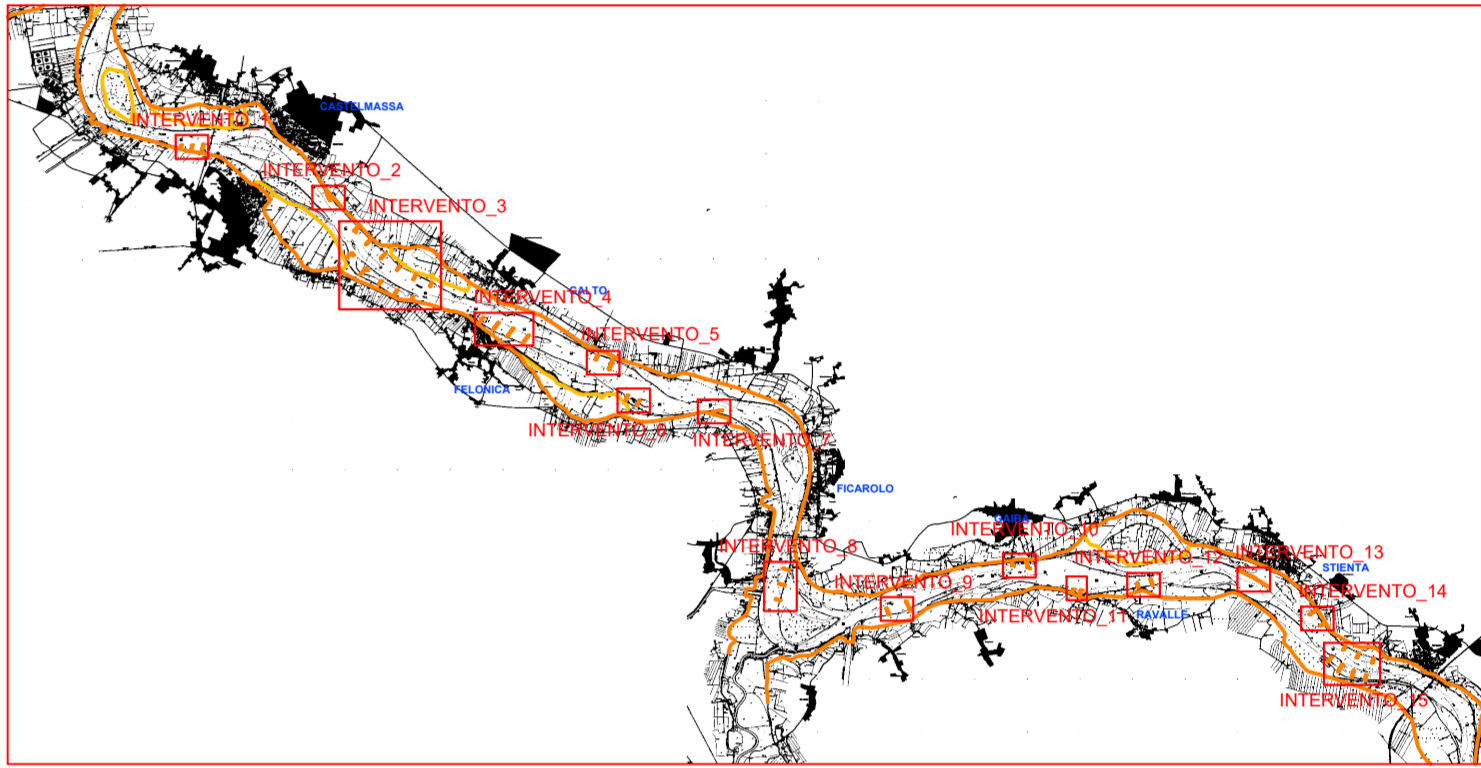 CASTELMASSA
INTERVENTO_1
INTERVENTO_2
INTERVENTO_3
CALTO
INTERVENTO_4
INTERVENTO_5
FELONICA
INTERVENTO_6
INTERVENTO_7
FICAROLO
GAIBA
INTERVENTO_10
INTERVENTO_8
INTERVENTO_12
INTERVENTO_13
STIENTA
INTERVENTO_9
INTERVENTO_14
INTERVENTO_11
RAVALLE
INTERVENTO_15